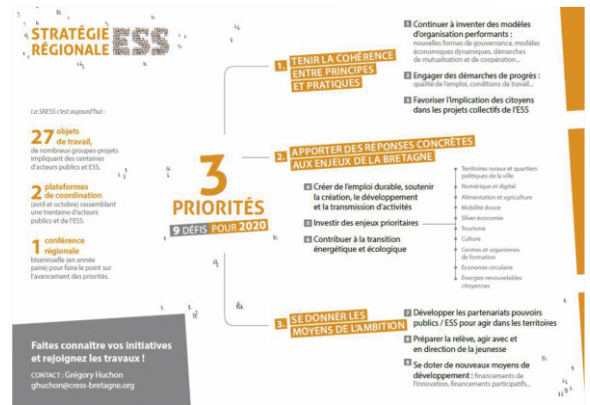 STRATÉGIE
RÉGIONALE ESS
La SRESS c'est aujourd'hui :
27 objets
de travail,
de nombreux groupes-projets
impliquant des centaines
d'acteurs publics et ESS.
2 plateformes
de coordination
(avril et octobre) rassemblant
une trentaine d'acteurs
publics et de l'ESS.
1 conférence
régionale
bisannuelle (en année
paire) pour faire le point sur
l'avancement des priorités.
Faites connaître vos initiatives
et rejoignez les travaux !
CONTACT : Grégory Huchon
ghuchon@cress-bretagne.org
3
PRIORITÉS
9 DÉFIS POUR 2020
1. TENIR LA COHÉRENCE
ENTRE PRINCIPES
ET PRATIQUES
1 Continuer à inventer des modèles
d'organisation performants :
nouvelles formes de gouvernance, modèles
économiques dynamiques, démarches
de mutualisation et de coopération...
2 Engager des démarches de progrès :
qualité de l'emploi, conditions de travail...
3 Favoriser l'implication des citoyens
dans les projets collectifs de l'ESS
2. APPORTER DES RÉPONSES CONCRÈTES
AUX ENJEUX DE LA BRETAGNE
4 Créer de l'emploi durable, soutenir
la création, le développement
et la transmission d'activités
5 Investir des enjeux prioritaires
6 Contribuer à la transition
énergétique et écologique
Territoires ruraux et quartiers
politiques de la ville
Numérique et digital
Alimentation et agriculture
Mobilité douce
Silver économie
Tourisme
Culture
Centres et organismes
de formation
Économie circulaire
Énergies renouvelables
citoyennes
3. SE DONNER LES
MOYENS DE L'AMBITION
7 Développer les partenariats pouvoirs
publics / ESS pour agir dans les territoires
8 Préparer la relève, agir avec et
en direction de la jeunesse
9 Se doter de nouveaux moyens de
développement : financements de
l'innovation, financements participatifs...